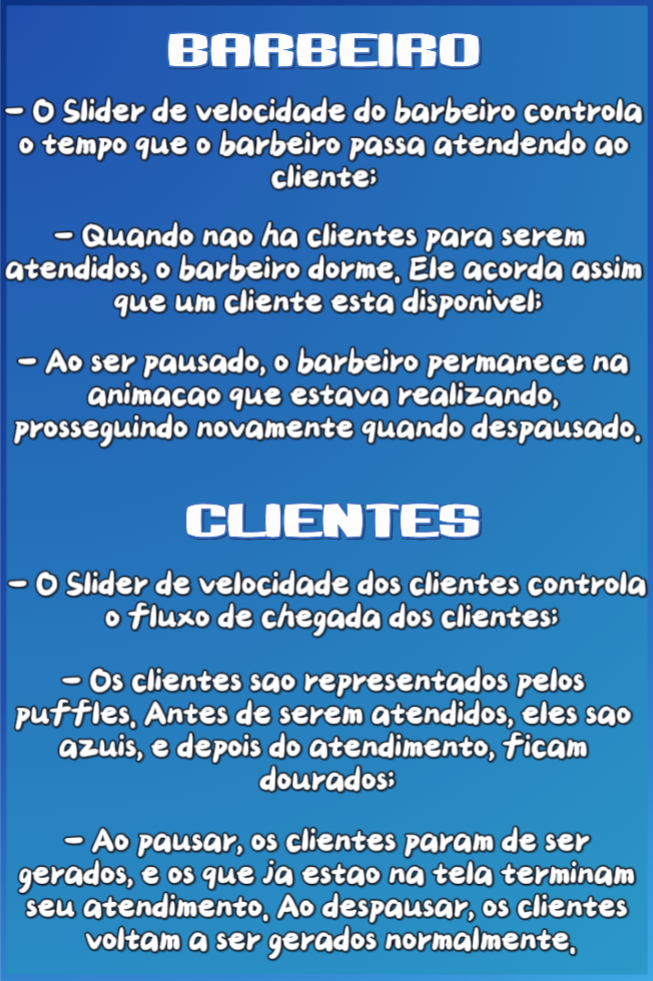 BARBEIRO
- O Slider de velocidade do barbeiro controla
o tempo que o barbeiro passa atendendo ao
cliente;
- Quando nao ha clientes para serem
atendidos, o barbeiro dorme. Ele acorda assim
que um cliente esta disponivel;
- Ao ser pausado, o barbeiro permanece na
animacao que estava realizando,
prosseguindo novamente quando despausado.
CLIENTES
- O Slider de velocidade dos clientes controla
o fluxo de chegada dos clientes;
- Os clientes sao representados pelos
puffles. Antes de serem atendidos, eles sao
azuis, e depois do atendimento, ficam
dourados;
- Ao pausar, os clientes param de ser
gerados, e os que ja estao na tela terminam
seu atendimento. Ao despausar, os clientes
voltam a ser gerados normalmente.